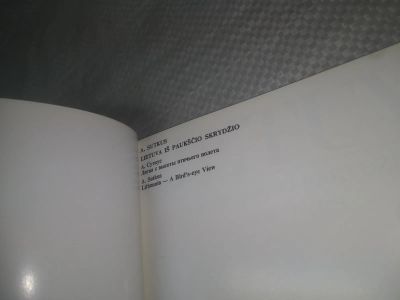 A. SUTKUS
LIETUVA IŠ PAUKŠČIO SKRYDŽIO
А. Суткус
Литва с высоты птичьего полета
A. Sutkus
Lithuania — A Bird's-eye View